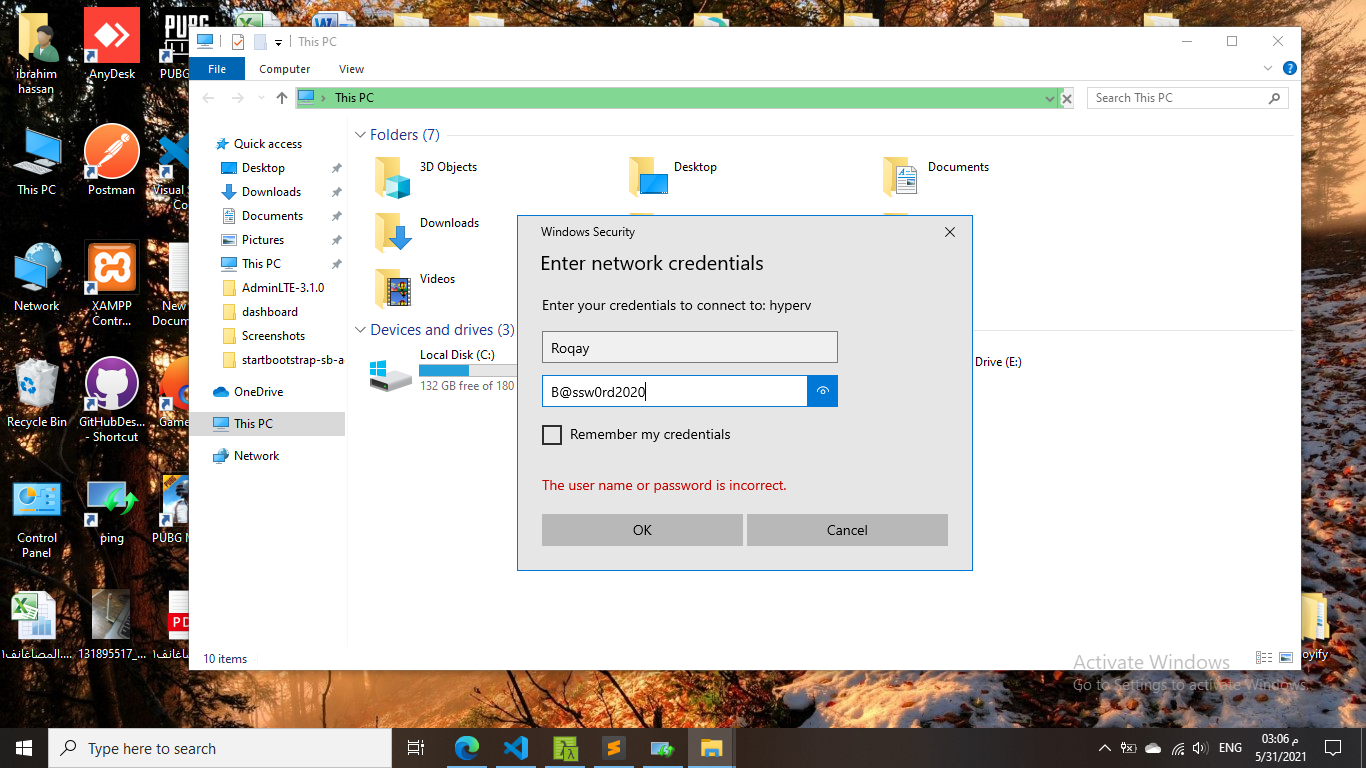 ibrahim
hassan
AnyDesk
PUBG
This PC
Postman
Visual S
Co
Network
XAMPP
Contr...
New
Docum
Recycle Bin
GitHubDes...
- Shortcut
Game
Control
Panel
ping
PUBG M
131895517_...
This PC
File
Computer
View
This PC
Search This PC
Quick access
Desktop
Downloads
Documents
Pictures
This PC
AdminLTE-3.1.0
dashboard
Screenshots
startbootstrap-sb-a
OneDrive
This PC
Network
Folders (7)
3D Objects
Desktop
Documents
Downloads
Videos
Devices and drives (3)
Local Disk (C:)
132 GB free of 180
Drive (E:)
10 items
Windows Security
Enter network credentials
Enter your credentials to connect to: hyperv
Roqay
B@ssw0rd2020
Remember my credentials
The user name or password is incorrect.
OK
Cancel
Activate Windows
Go to Settings to activate Windows.
oyify
Type here to search
ENG
03:06 م
5/31/2021